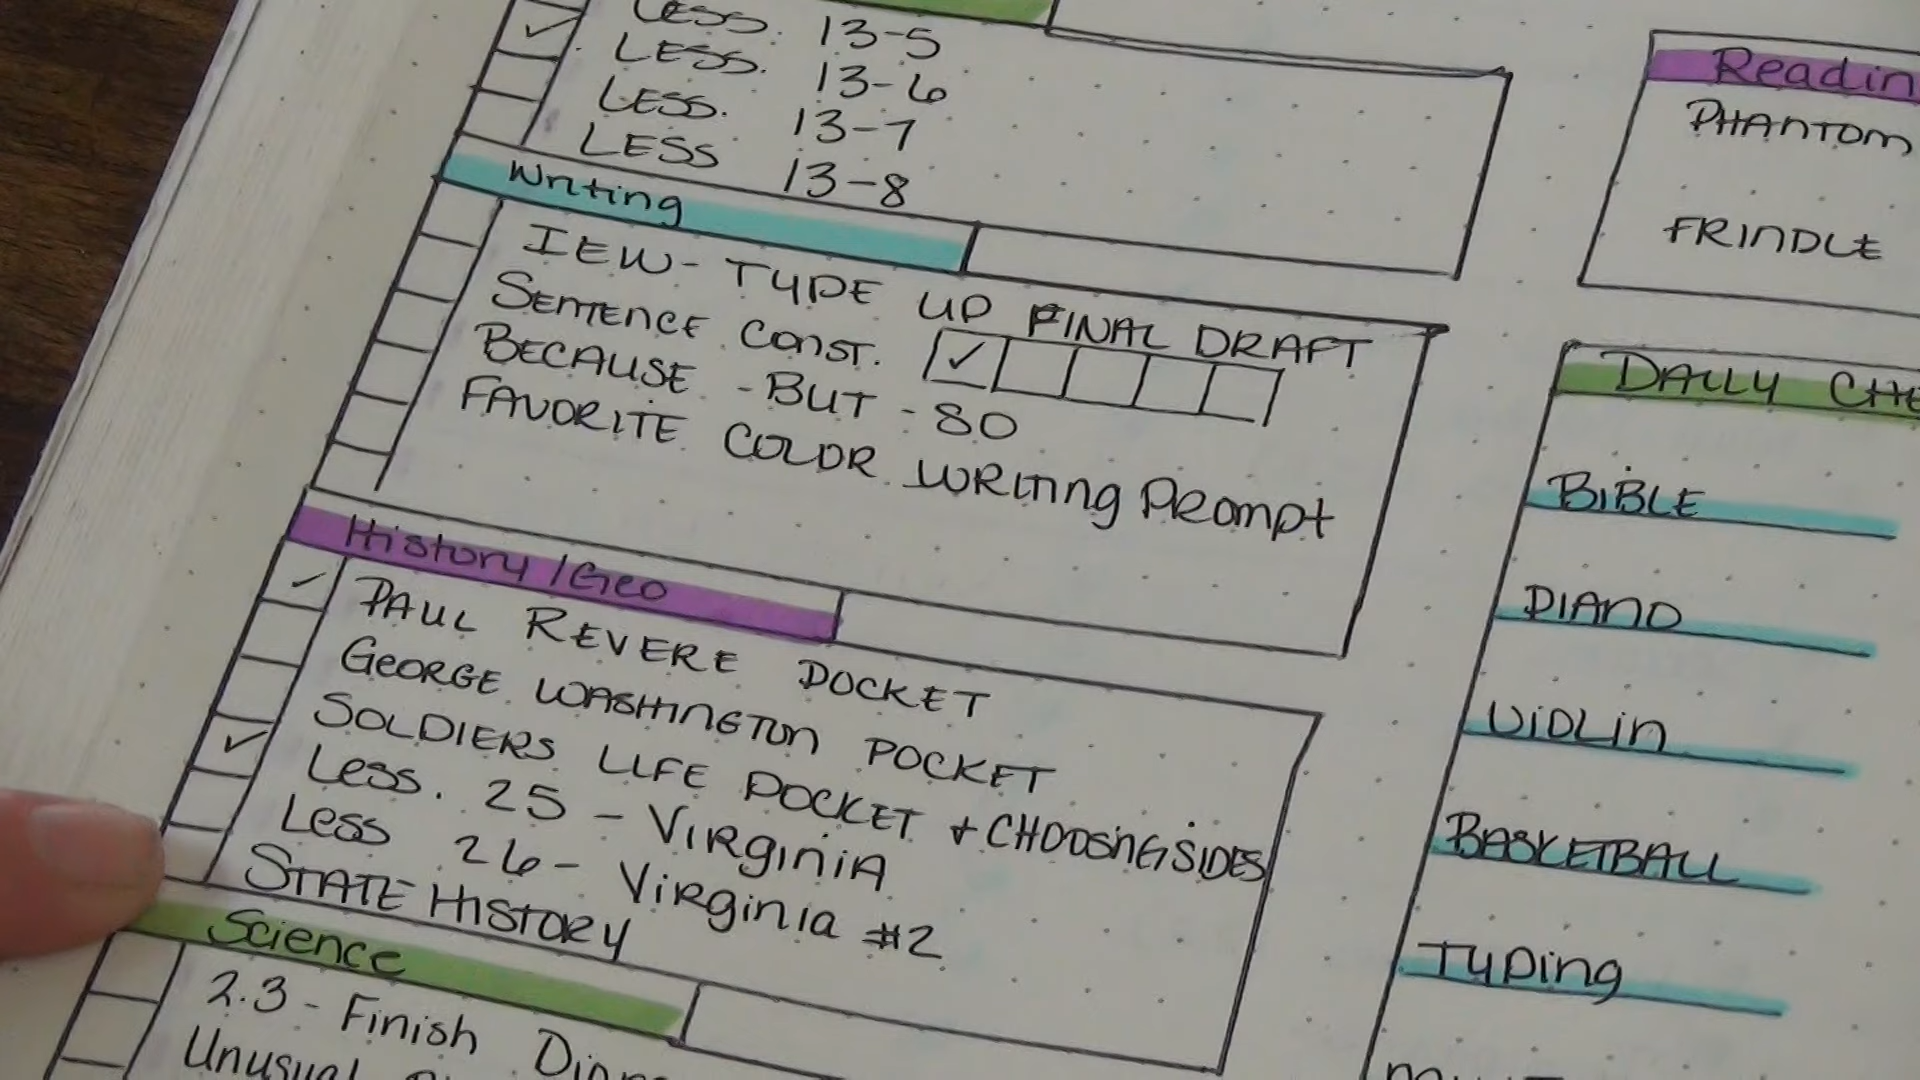 LESS. 13-5
LESS. 13-6
LESS. 13-7
LESS 13-8
Writing
IEW - TYPE UP FINAL DRAFT
SENTENCE CONST.
BECAUSE - BUT - SO
FAVORITE COLOR WRITING PROMPT
History/Geo
PAUL REVERE POCKET
GEORGE WASHINGTON POCKET
SOLDIERS LIFE POCKET + CHOOSING SIDES
LESS. 25 - VIRGINIA
LESS 26 - VIRGINIA #2
STATE HISTORY
Science
2.3 - Finish
Unusual
Readin
PHANTOM
FRINDLE
DAILY CHE
BIBLE
PIANO
VIOLIN
BASKETBALL
TYPING